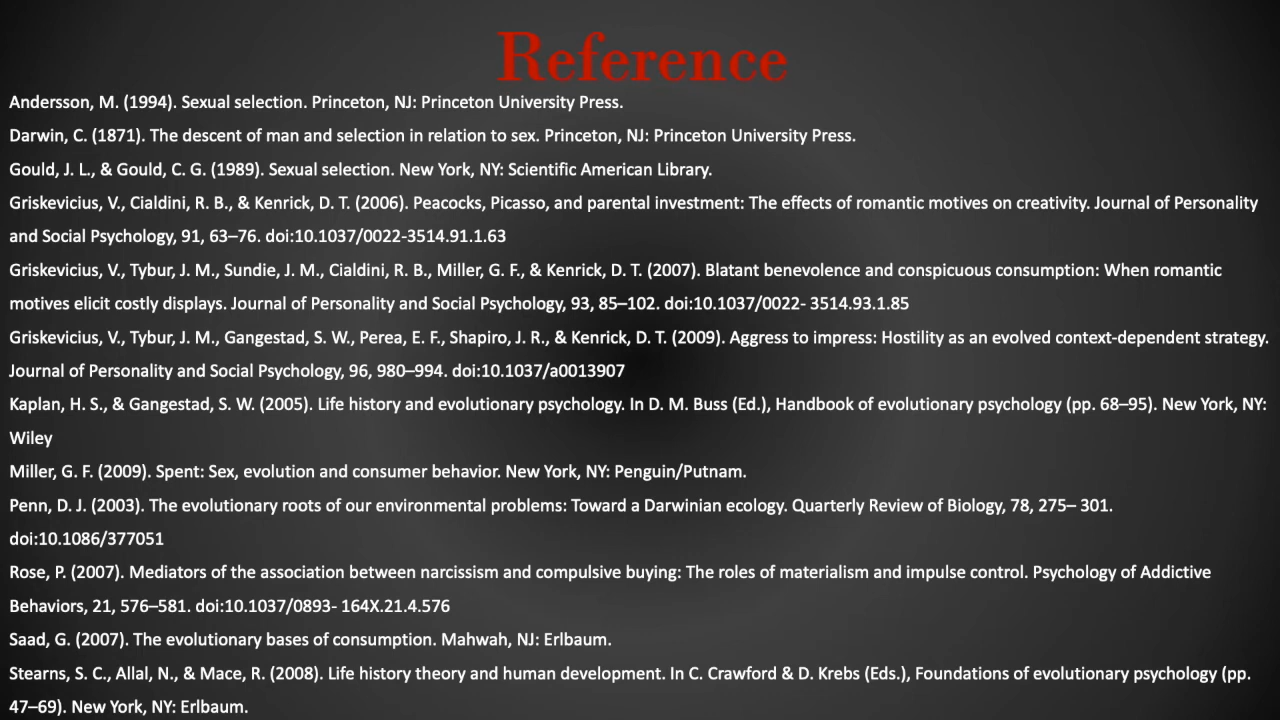 Reference
Andersson, M. (1994). Sexual selection. Princeton, NJ: Princeton University Press.
Darwin, C. (1871). The descent of man and selection in relation to sex. Princeton, NJ: Princeton University Press.
Gould, J. L., & Gould, C. G. (1989). Sexual selection. New York, NY: Scientific American Library.
Griskevicius, V., Cialdini, R. B., & Kenrick, D. T. (2006). Peacocks, Picasso, and parental investment: The effects of romantic motives on creativity. Journal of Personality
and Social Psychology, 91, 63–76. doi:10.1037/0022-3514.91.1.63
Griskevicius, V., Tybur, J. M., Sundie, J. M., Cialdini, R. B., Miller, G. F., & Kenrick, D. T. (2007). Blatant benevolence and conspicuous consumption: When romantic
motives elicit costly displays. Journal of Personality and Social Psychology, 93, 85–102. doi:10.1037/0022- 3514.93.1.85
Griskevicius, V., Tybur, J. M., Gangestad, S. W., Perea, E. F., Shapiro, J. R., & Kenrick, D. T. (2009). Aggress to impress: Hostility as an evolved context-dependent strategy.
Journal of Personality and Social Psychology, 96, 980–994. doi:10.1037/a0013907
Kaplan, H. S., & Gangestad, S. W. (2005). Life history and evolutionary psychology. In D. M. Buss (Ed.), Handbook of evolutionary psychology (pp. 68–95). New York, NY:
Wiley
Miller, G. F. (2009). Spent: Sex, evolution and consumer behavior. New York, NY: Penguin/Putnam.
Penn, D. J. (2003). The evolutionary roots of our environmental problems: Toward a Darwinian ecology. Quarterly Review of Biology, 78, 275– 301.
doi:10.1086/377051
Rose, P. (2007). Mediators of the association between narcissism and compulsive buying: The roles of materialism and impulse control. Psychology of Addictive
Behaviors, 21, 576–581. doi:10.1037/0893- 164X.21.4.576
Saad, G. (2007). The evolutionary bases of consumption. Mahwah, NJ: Erlbaum.
Stearns, S. C., Allal, N., & Mace, R. (2008). Life history theory and human development. In C. Crawford & D. Krebs (Eds.), Foundations of evolutionary psychology (pp.
47–69). New York, NY: Erlbaum.